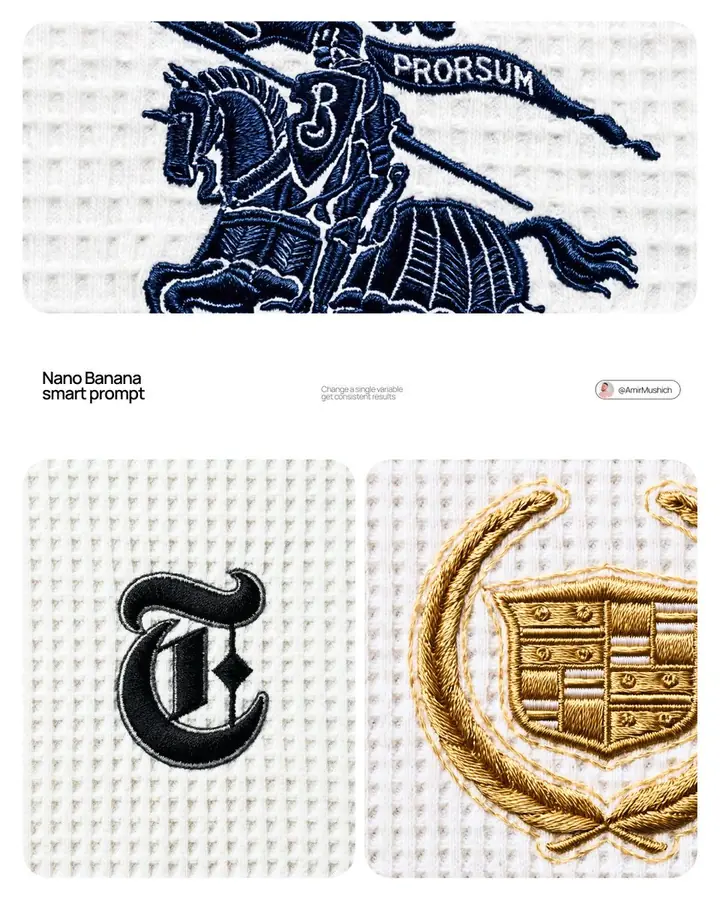 PRORSUM
B
Nano Banana
smart prompt
Change a single variable
get consistent results
@AmirMushich
T